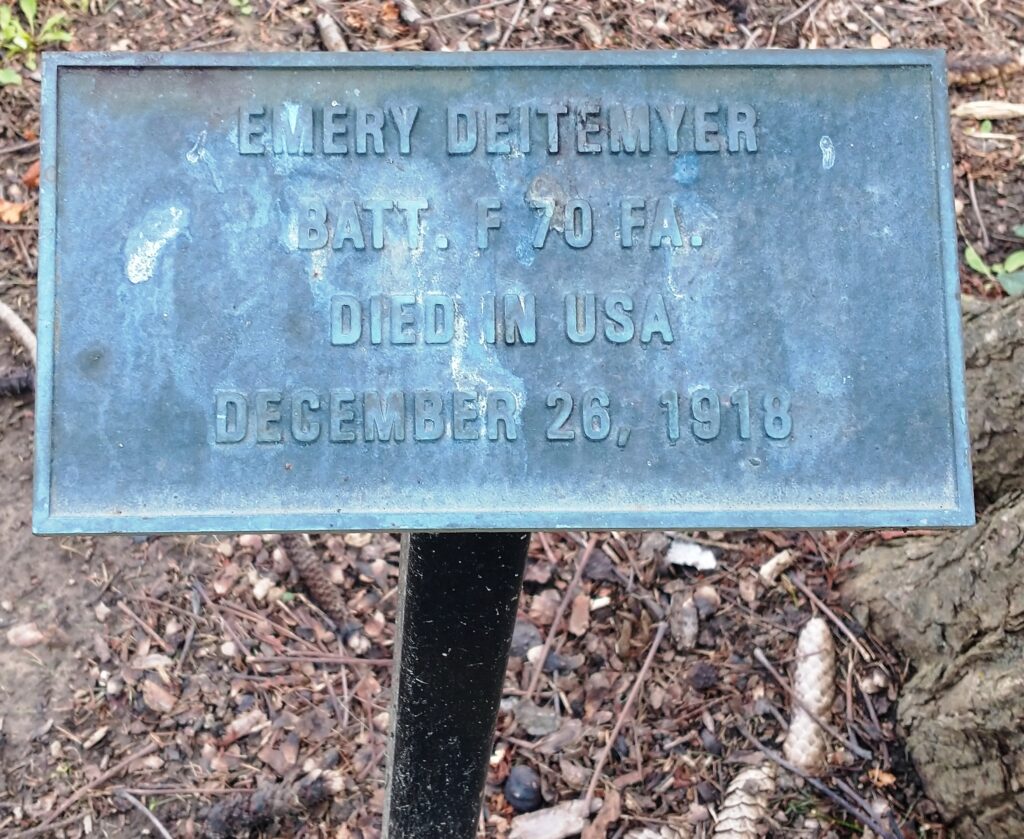 EMERY DEITEMYER
BATT. F 70 FA.
DIED IN USA
DECEMBER 26, 1918